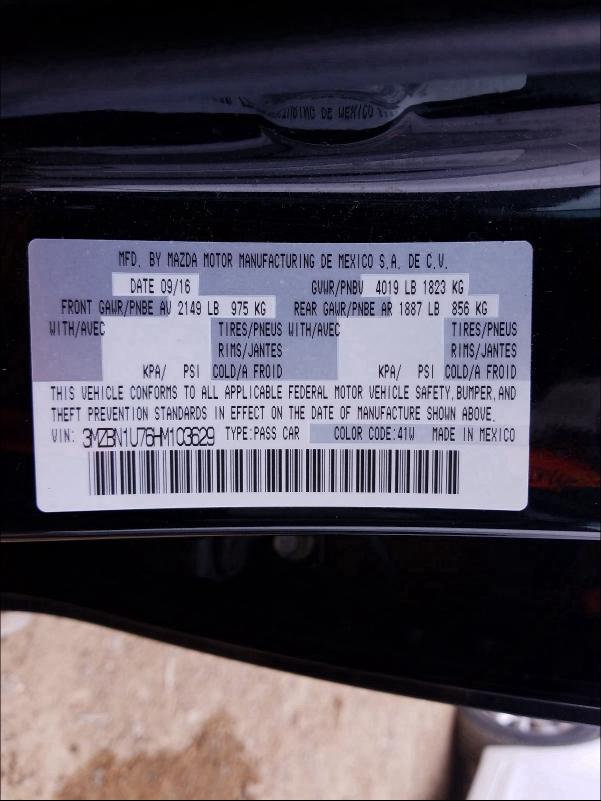 MFD. BY MAZDA MOTOR MANUFACTURING DE MEXICO S.A. DE C.V.
DATE 09/16 GVWR/PNBV 4019 LB 1823 KG
FRONT GAWR/PNBE AV 2149 LB 975 KG REAR GAWR/PNBE AR 1887 LB 856 KG
WITH/AVEC TIRES/PNEUS WITH/AVEC TIRES/PNEUS
RIMS/JANTES RIMS/JANTES
KPA/ PSI COLD/A FROID KPA/ PSI COLD/A FROID
THIS VEHICLE CONFORMS TO ALL APPLICABLE FEDERAL MOTOR VEHICLE SAFETY, BUMPER, AND
THEFT PREVENTION STANDARDS IN EFFECT ON THE DATE OF MANUFACTURE SHOWN ABOVE.
VIN: 3MZBN1U76HM103629 TYPE:PASS CAR COLOR CODE:41W MADE IN MEXICO